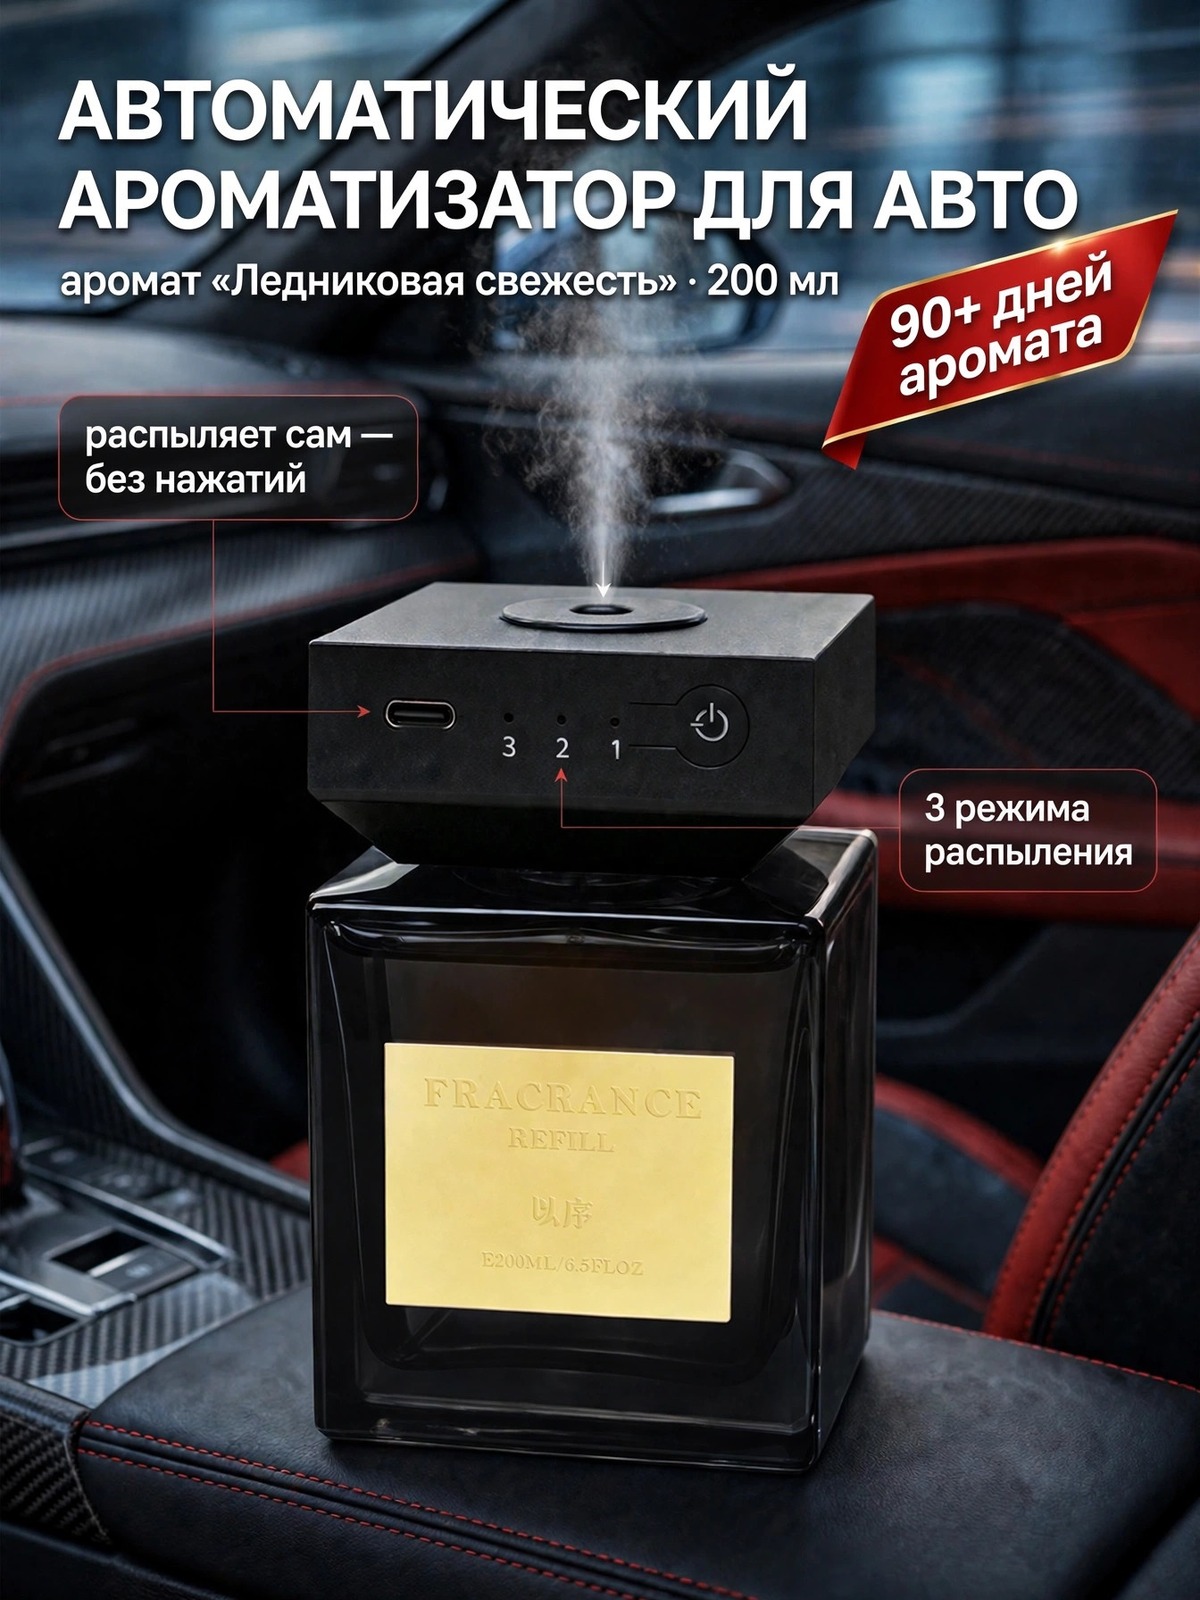 АВТОМАТИЧЕСКИЙ
АРОМАТИЗАТОР ДЛЯ АВТО
аромат «Ледниковая свежесть» · 200 мл
90+ дней
аромата
распыляет сам —
без нажатий
3 2 1
3 режима
распыления
FRACRANCE
REFILL
以序
E200ML/6.5FLOZ